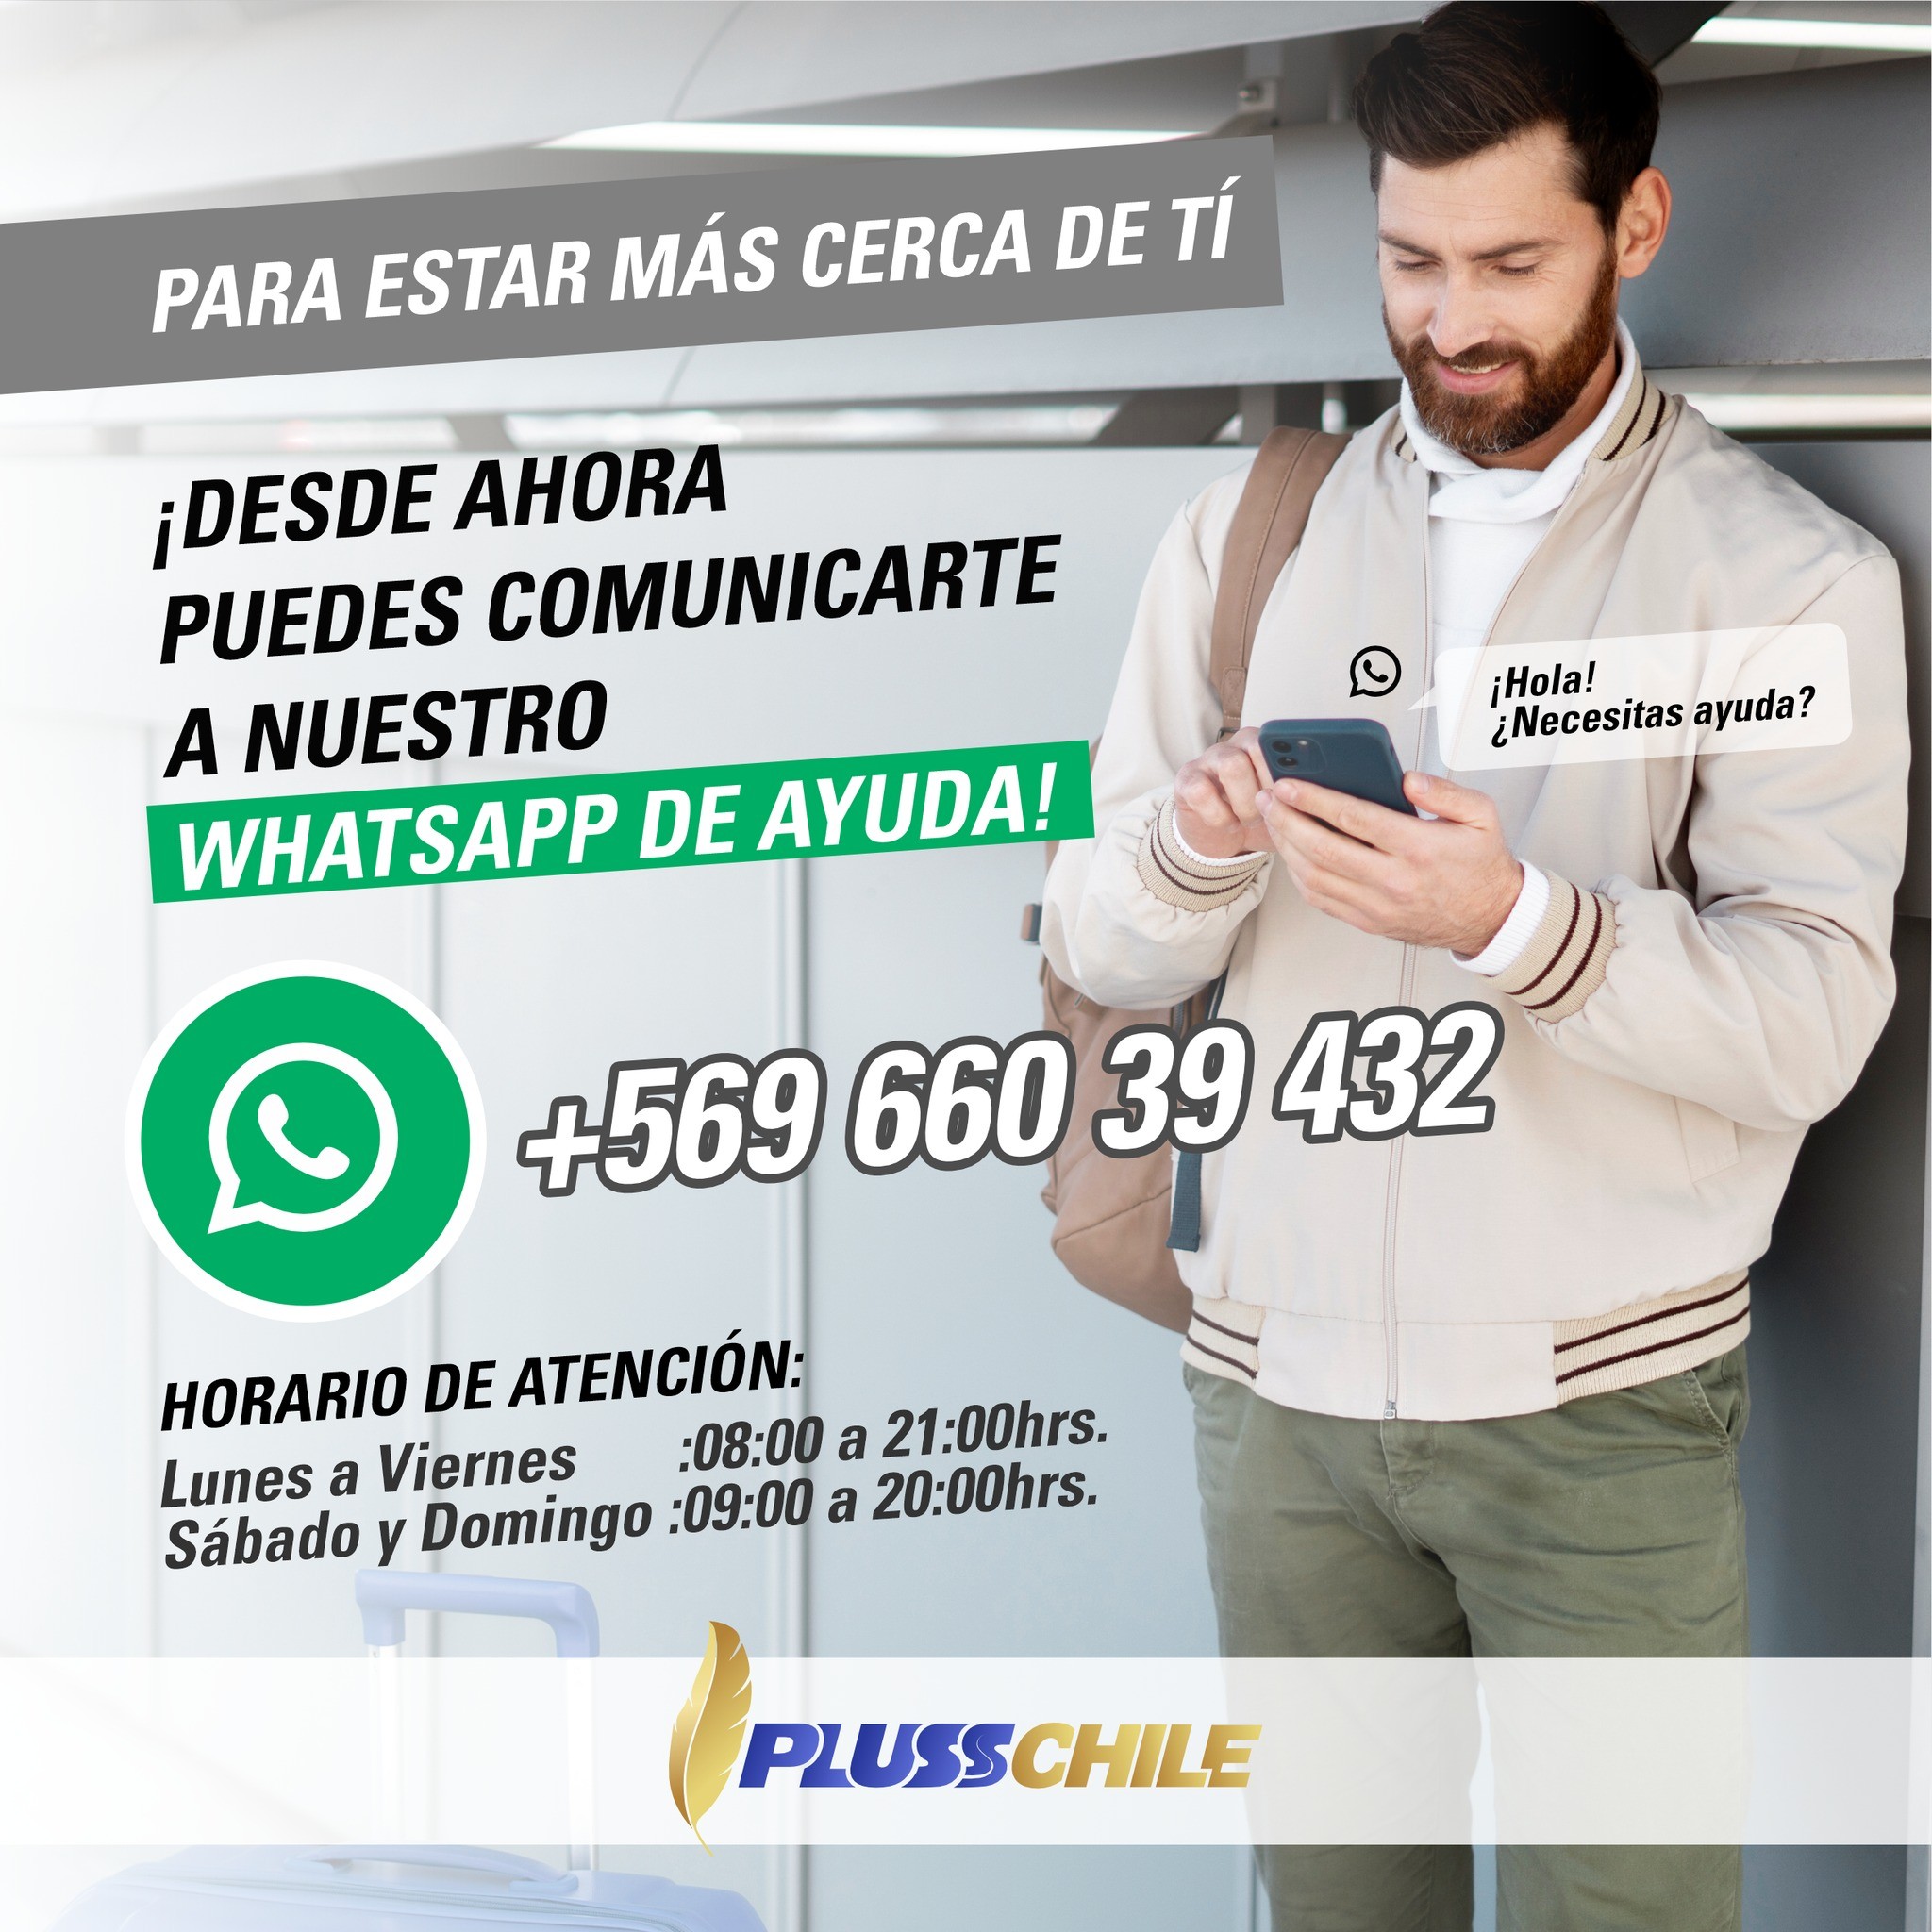 PARA ESTAR MÁS CERCA DE TÍ
¡DESDE AHORA
PUEDES COMUNICARTE
A NUESTRO
WHATSAPP DE AYUDA!
¡Hola!
¿Necesitas ayuda?
+569 660 39 432
HORARIO DE ATENCIÓN:
Lunes a Viernes :08:00 a 21:00hrs.
Sábado y Domingo :09:00 a 20:00hrs.
PLUSSCHILE